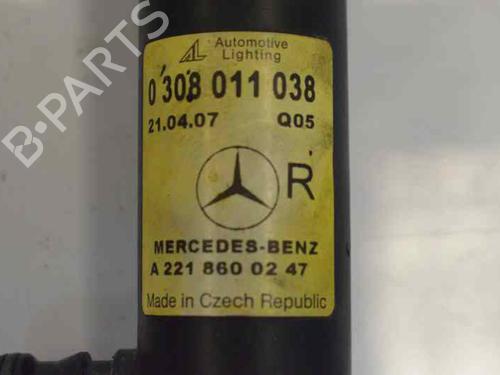 AL Automotive
Lighting
0 308 011 038
21.04.07 Q05
R
MERCEDES-BENZ
A 221 860 02 47
Made in Czech Republic
B-PARTS